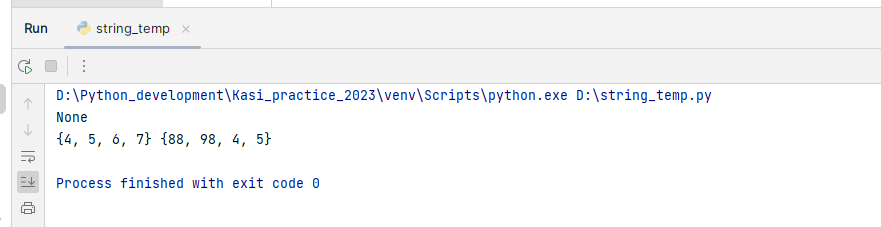 Run string_temp
D:\Python_development\Kasi_practice_2023\venv\Scripts\python.exe D:\string_temp.py
None
{4, 5, 6, 7} {88, 98, 4, 5}
Process finished with exit code 0